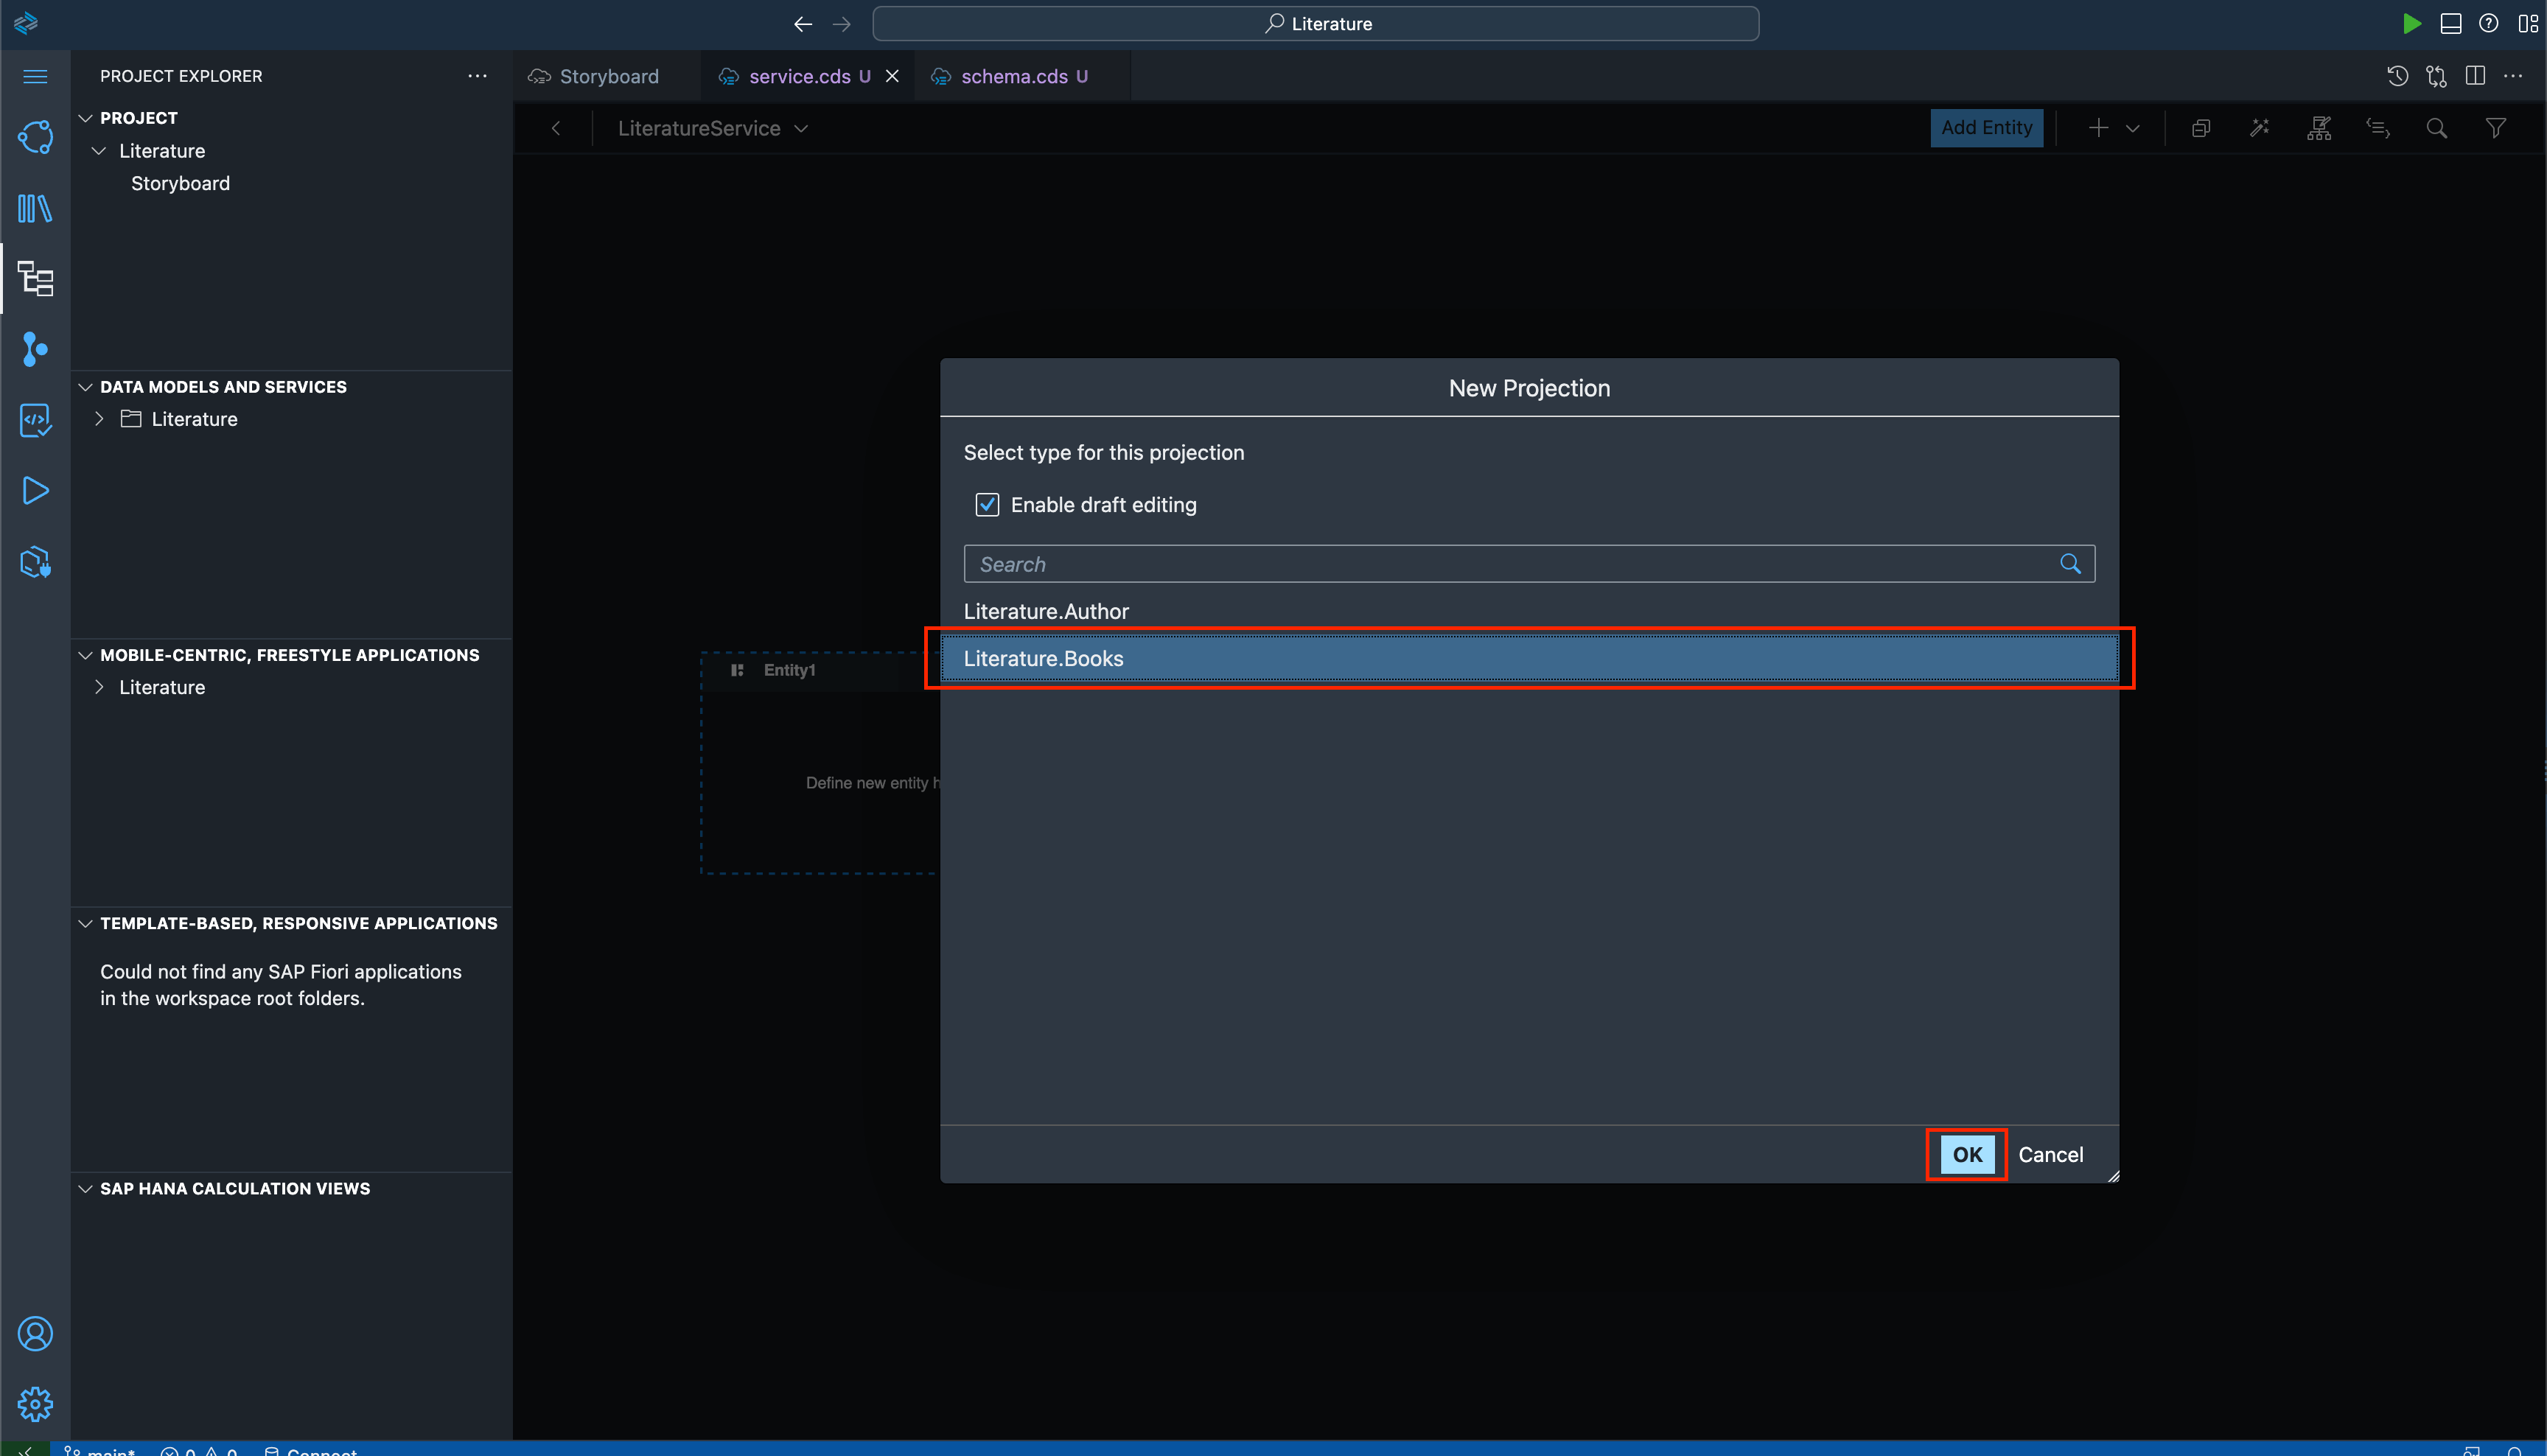 Literature
PROJECT EXPLORER
Storyboard
service.cds U
schema.cds U
PROJECT
Literature
Storyboard
LiteratureService
Add Entity
DATA MODELS AND SERVICES
Literature
New Projection
Select type for this projection
Enable draft editing
Search
Literature.Author
Literature.Books
MOBILE-CENTRIC, FREESTYLE APPLICATIONS
Literature
Entity1
Define new entity h
TEMPLATE-BASED, RESPONSIVE APPLICATIONS
Could not find any SAP Fiori applications
in the workspace root folders.
OK
Cancel
SAP HANA CALCULATION VIEWS
main*
0
0
Connect